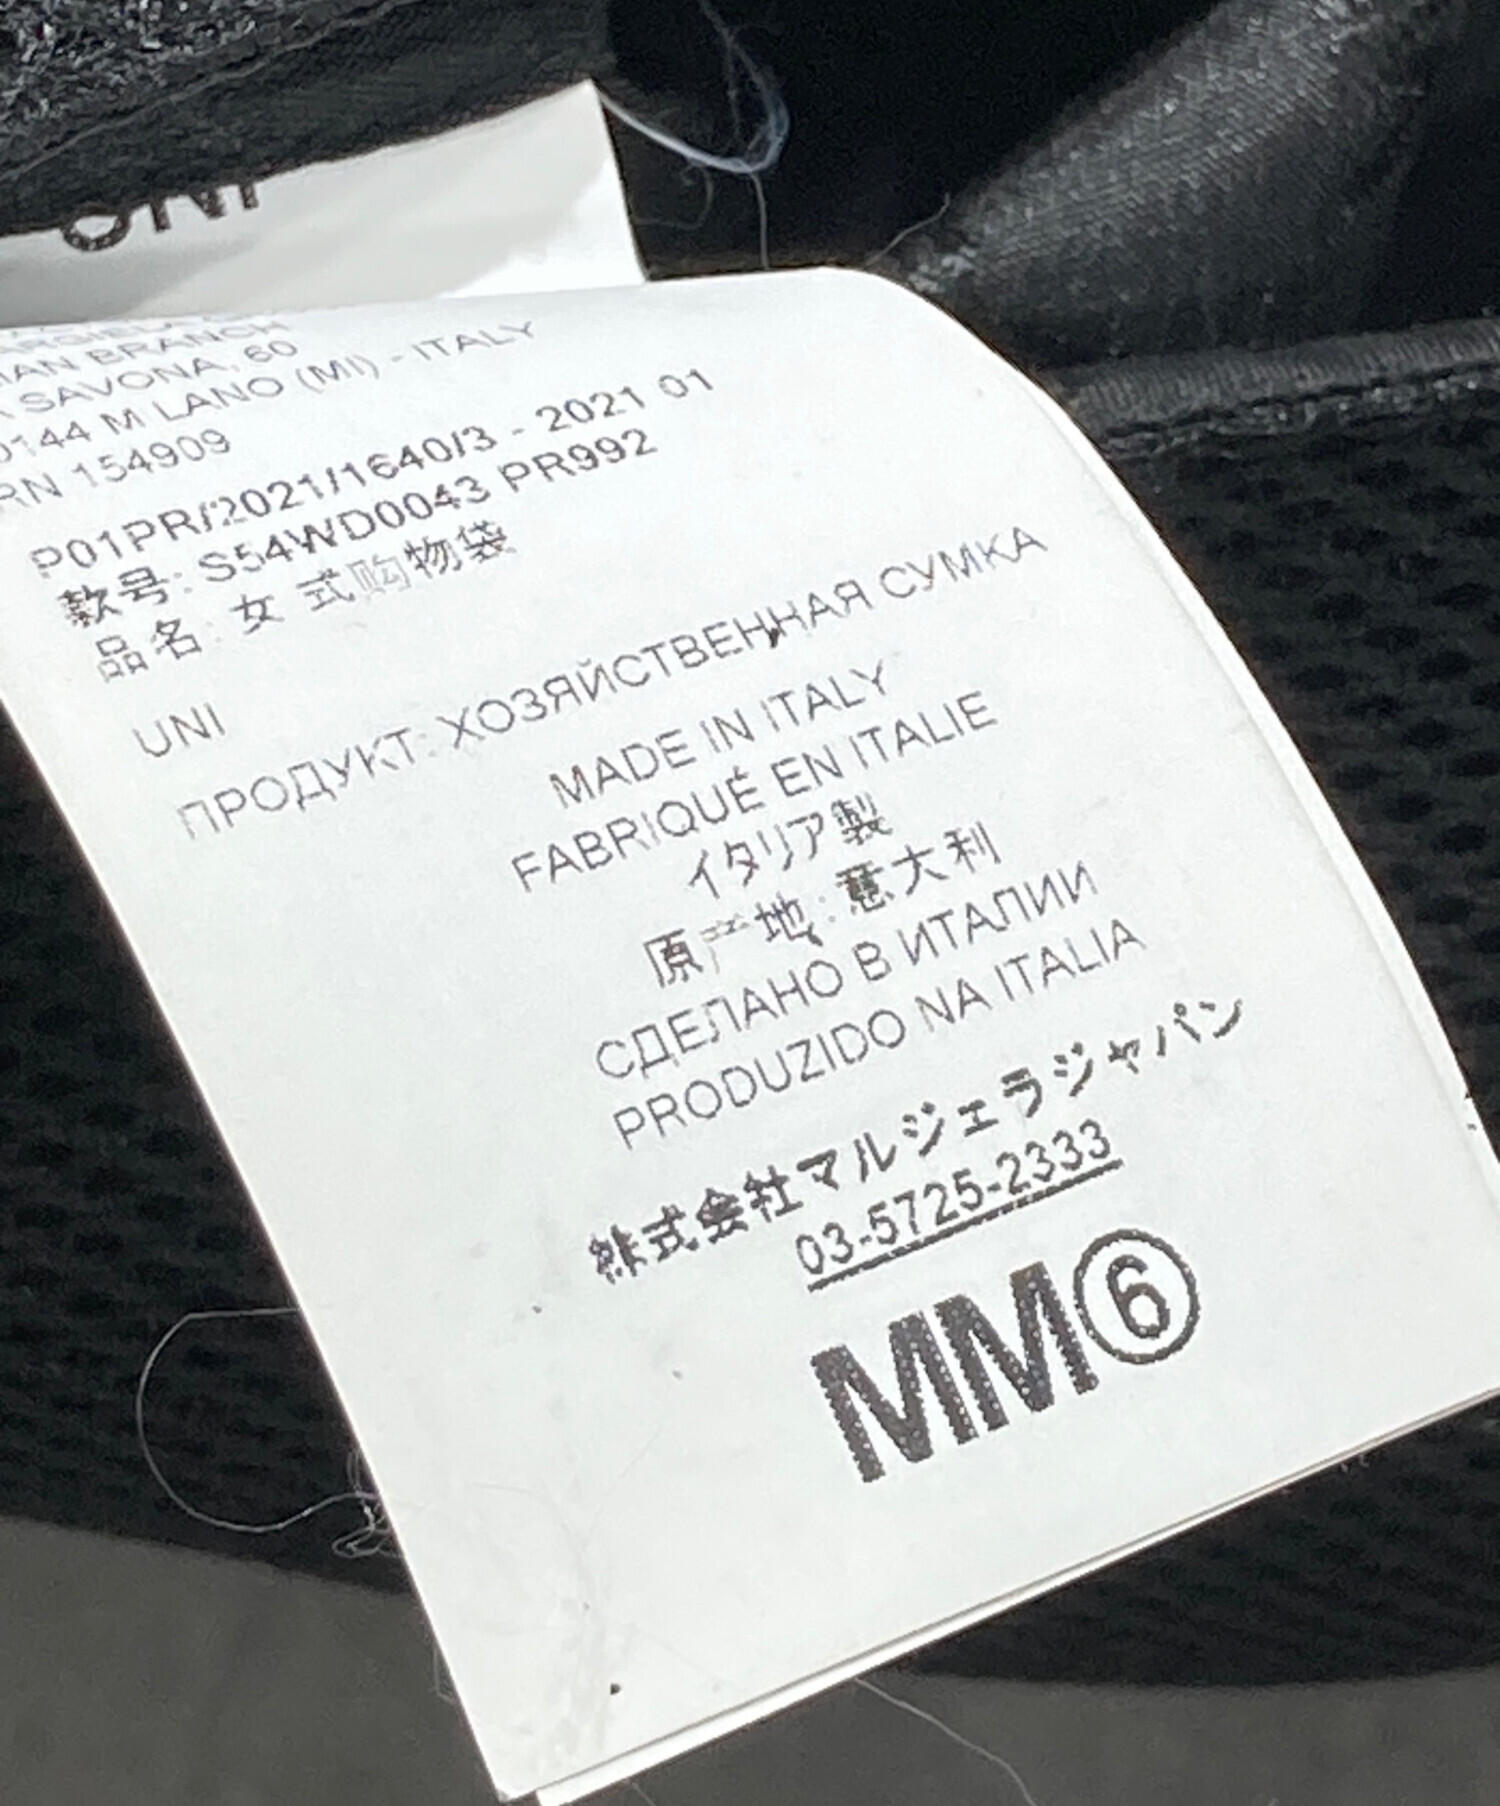 UNI
BRANCH
SAVONA, 60
M LANO (MI) - ITALY
RN 154909
P01PR/2021/1640/3 - 2021 01
款号: S54WD0043 PR992
品名: 女 式购物袋
UNI
ПРОДУКТ: ХОЗЯЙСТВЕННАЯ СУМКА
MADE IN ITALY
FABRIQUÉ EN ITALIE
イタリア製
原产地: 意大利
СДЕЛАНО В ИТАЛИИ
PRODUZIDO NA ITALIA
株式会社マルジェラジャパン
03-5725-2333
MM⑥